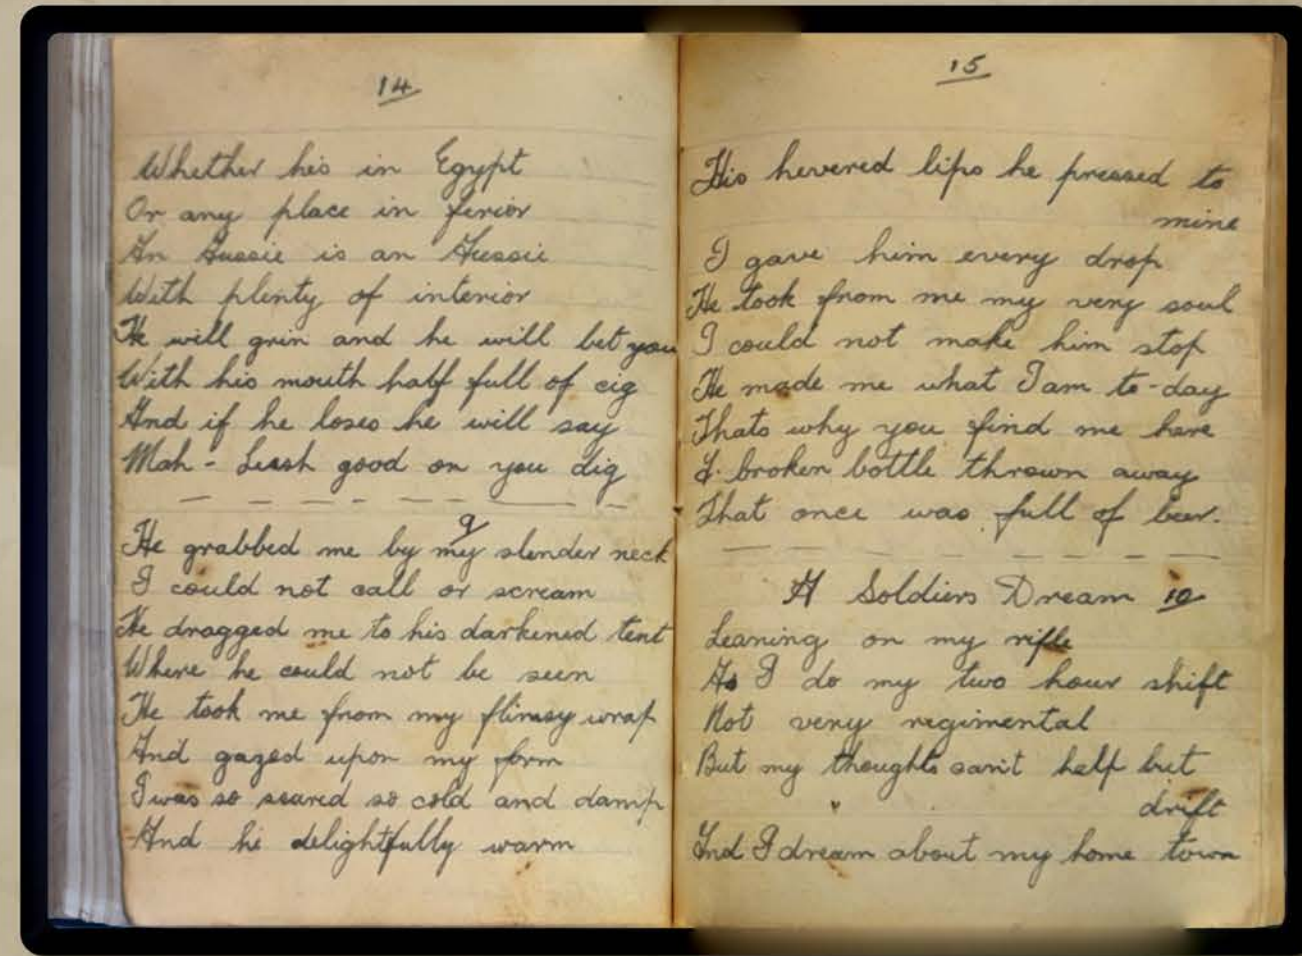 14
Whether his in Egypt
Or any place in ferior
An Aussie is an Aussie
With plenty of interior
He will grin and he will bet you
With his mouth half full of cig
And if he loses he will say
Mah - Leesh good on you dig
9
He grabbed me by my slender neck
I could not call or scream
He dragged me to his darkened tent
Where he could not be seen
He took me from my flimsy wrap
And gazed upon my form
I was so scared so cold and damp
And he delightfully warm
15
His hevered lips he pressed to
mine
I gave him every drop
He took from me my very soul
I could not make him stop
He made me what I am to-day
Thats why you find me here
A broken bottle thrown away
That once was full of beer.
A Soldiers Dream 10
Leaning on my rifle
As I do my two hour shift
Not very regimental
But my thoughts can't help but
drift
And I dream about my home town